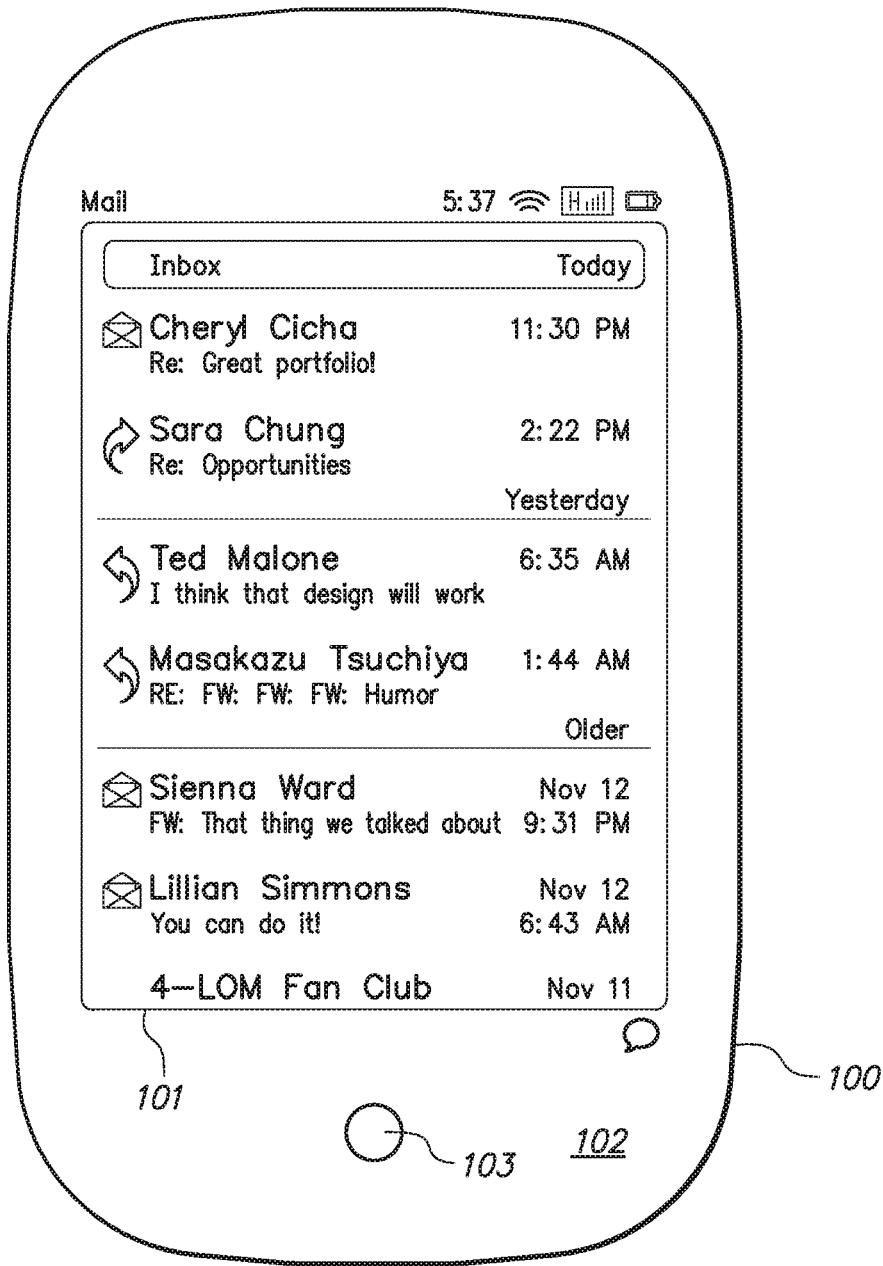 Mail 5:37 H
Inbox Today
Cheryl Cicha 11:30 PM
Re: Great portfolio!
Sara Chung 2:22 PM
Re: Opportunities
Yesterday
Ted Malone 6:35 AM
I think that design will work
Masakazu Tsuchiya 1:44 AM
RE: FW: FW: FW: Humor
Older
Sienna Ward Nov 12
FW: That thing we talked about 9:31 PM
Lillian Simmons Nov 12
You can do it! 6:43 AM
4-LOM Fan Club Nov 11
100
101
102
103